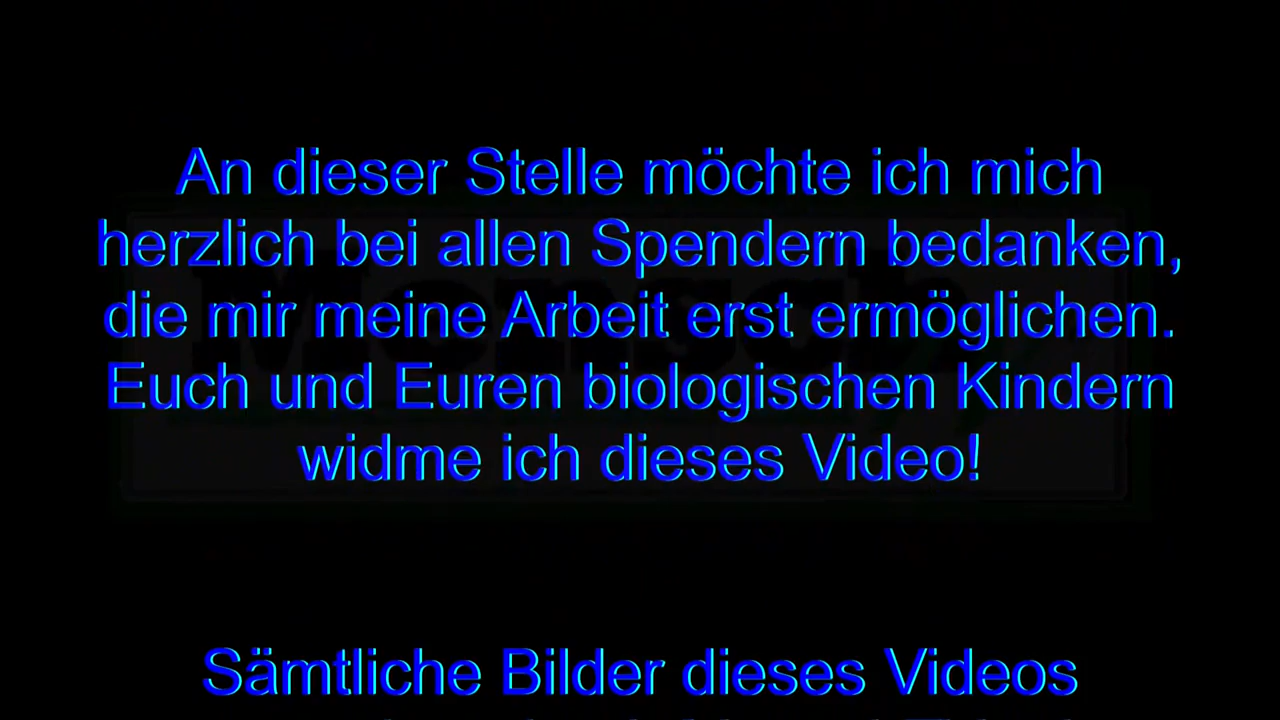 An dieser Stelle möchte ich mich
herzlich bei allen Spendern bedanken,
die mir meine Arbeit erst ermöglichen.
Euch und Euren biologischen Kindern
widme ich dieses Video!
Sämtliche Bilder dieses Videos